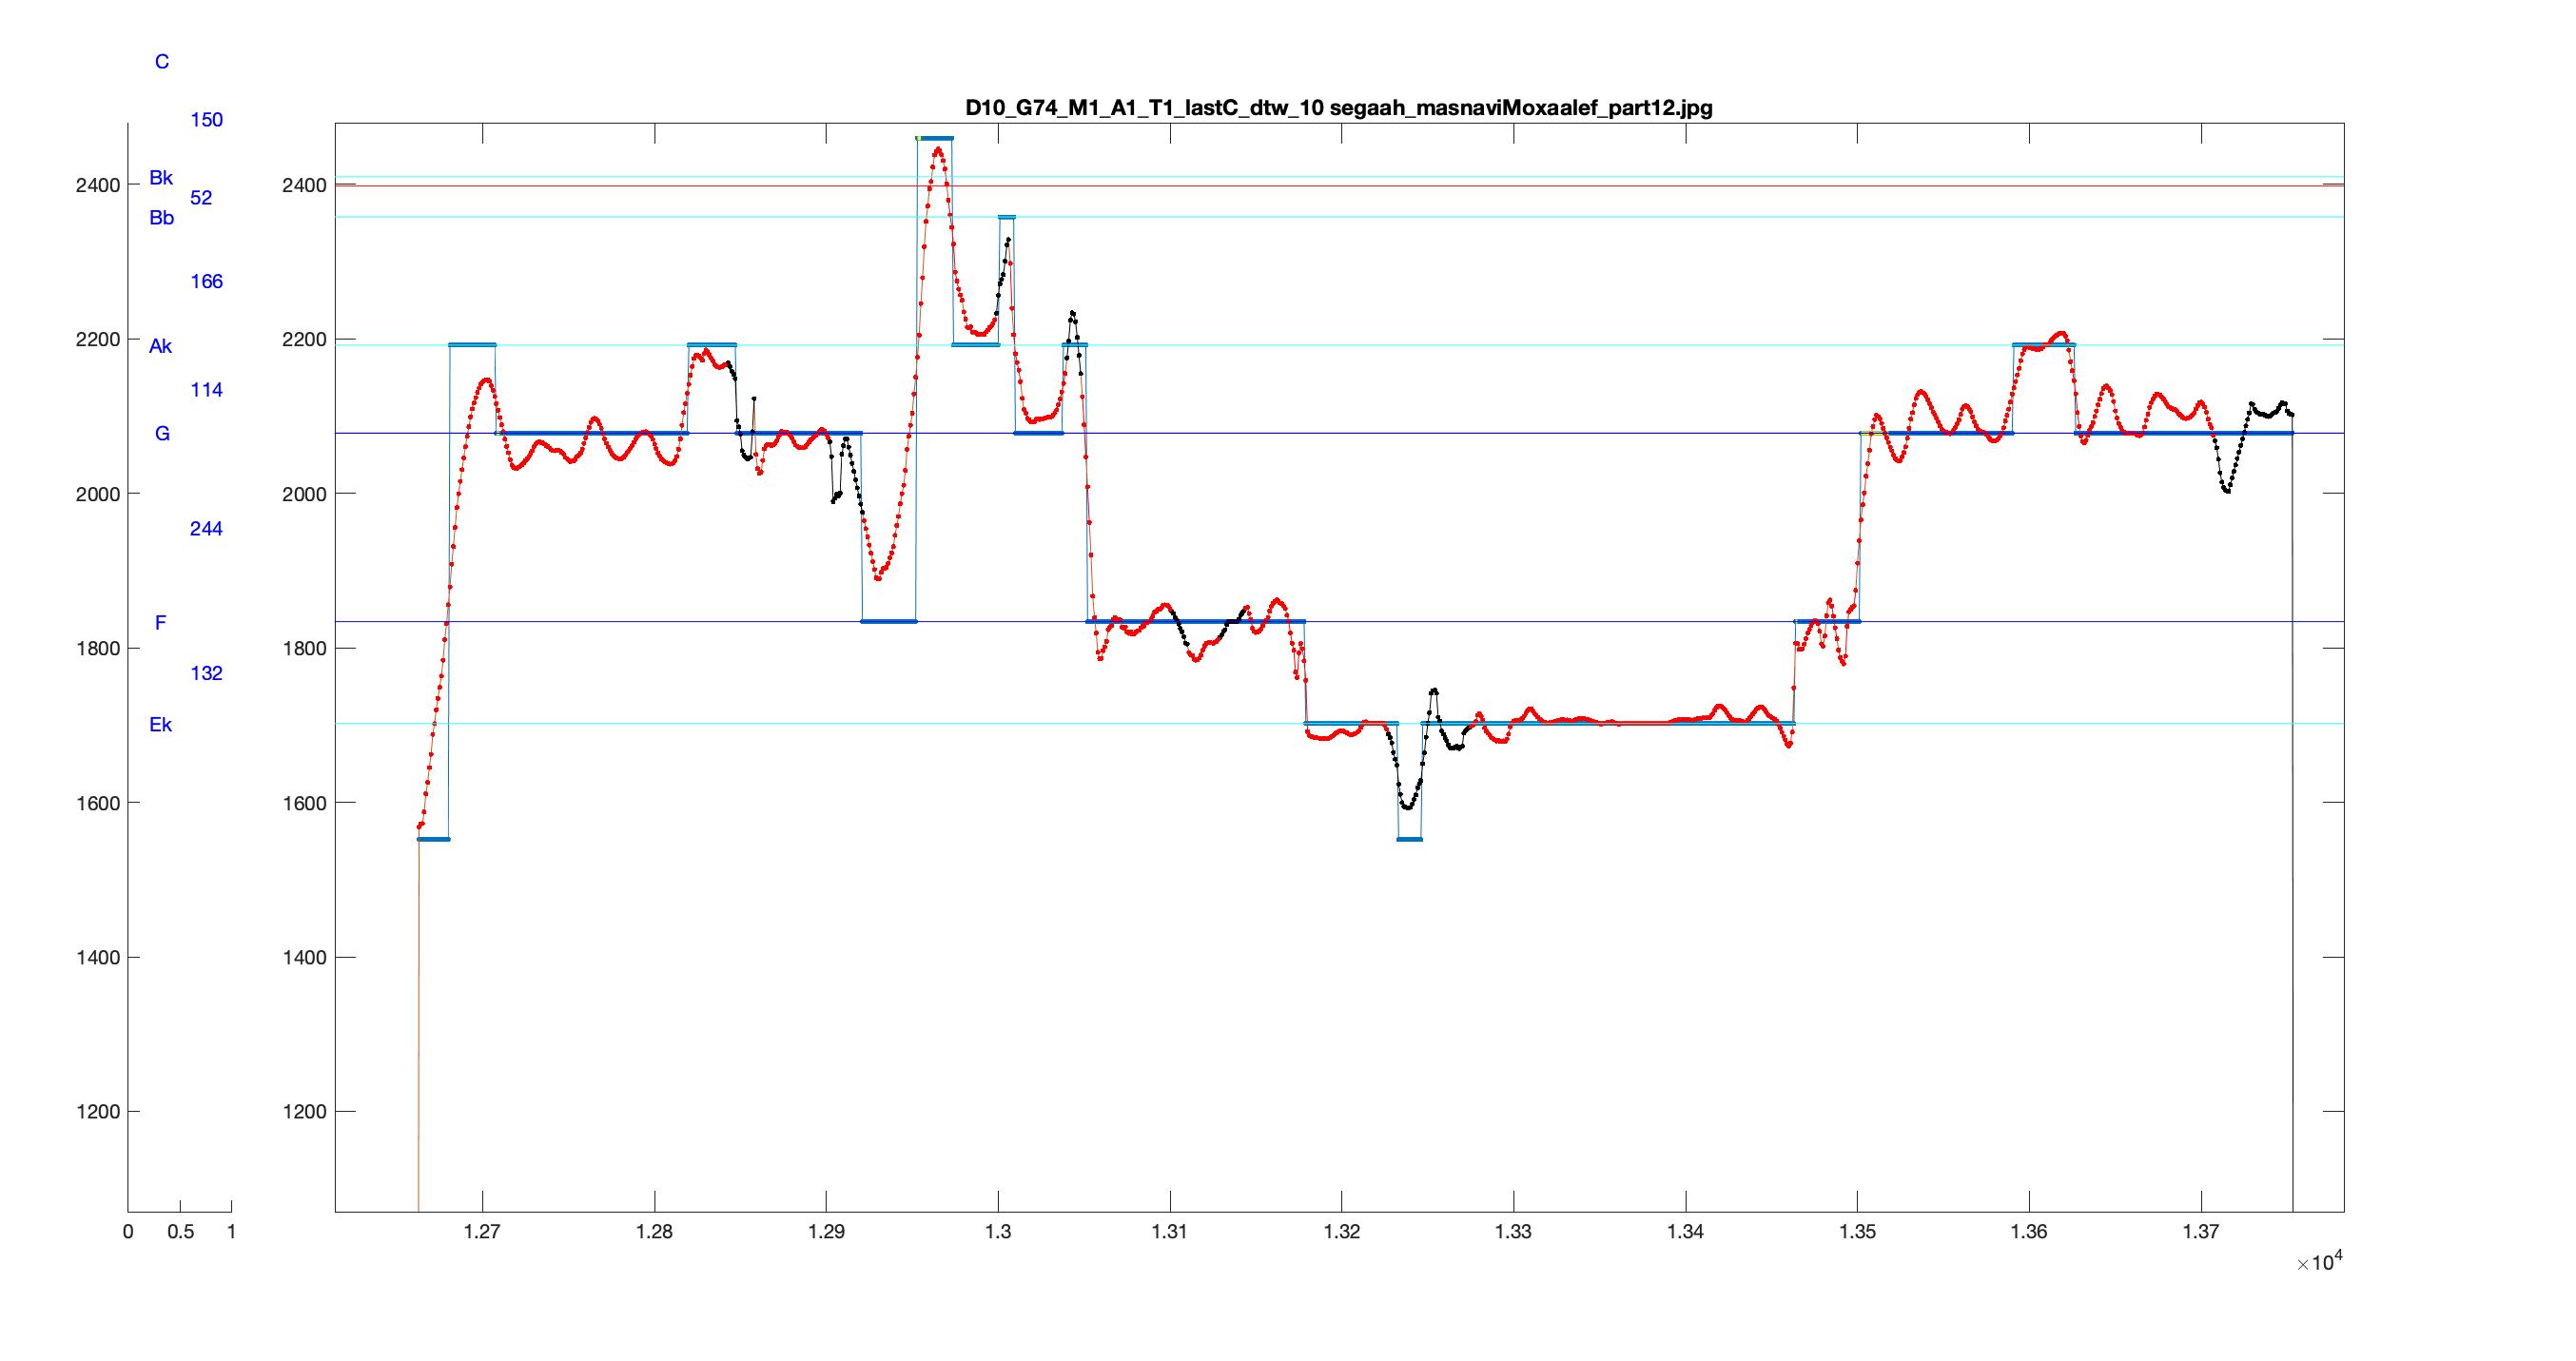 C
D10_G74_M1_A1_T1_lastC_dtw_10 segaah_masnaviMoxaalef_part12.jpg
150
2400 Bk 2400
52
Bb
166
2200 Ak 2200
114
G
2000 2000
244
F
1800 1800
132
Ek
1600 1600
1400 1400
1200 1200
0 0.5 1 1.27 1.28 1.29 1.3 1.31 1.32 1.33 1.34 1.35 1.36 1.37
×10⁴